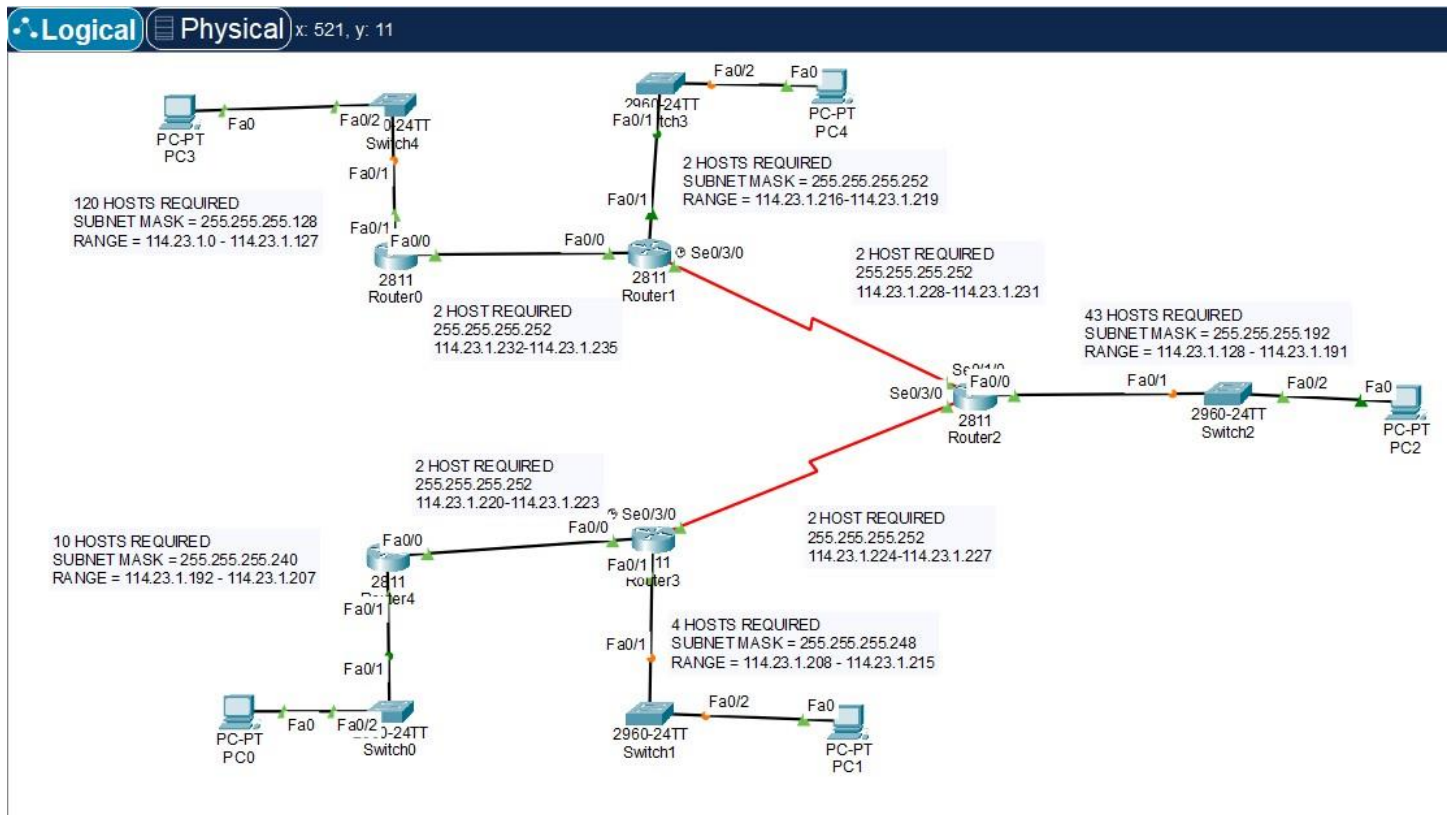 Logical Physical x: 521, y: 11
Fa0/2 Fa0
PC-PT
PC4
2960-24TT
Fa0/1 tch3
Fa0 Fa0/2 0-24TT
Switch4
PC-PT
PC3
Fa0/1
2 HOSTS REQUIRED
SUBNET MASK = 255.255.255.252
RANGE = 114.23.1.216-114.23.1.219
120 HOSTS REQUIRED
SUBNET MASK = 255.255.255.128
RANGE = 114.23.1.0 - 114.23.1.127
Fa0/1
Fa0/1
Fa0/0
Fa0/0
Se0/3/0
2811
Router0
2811
Router1
2 HOSTS REQUIRED
255.255.255.252
114.23.1.228-114.23.1.231
2 HOST REQUIRED
255.255.255.252
114.23.1.232-114.23.1.235
43 HOSTS REQUIRED
SUBNET MASK = 255.255.255.192
RANGE = 114.23.1.128 - 114.23.1.191
Se0/3/0 Fa0/0
Fa0/1
Fa0/2
Fa0
2811
Router2
2960-24TT
Switch2
PC-PT
PC2
2 HOST REQUIRED
255.255.255.252
114.23.1.220-114.23.1.223
Se0/3/0
Fa0/0
2 HOST REQUIRED
255.255.255.252
114.23.1.224-114.23.1.227
10 HOSTS REQUIRED
SUBNET MASK = 255.255.255.240
RANGE = 114.23.1.192 - 114.23.1.207
Fa0/0
2811
ter4
Fa0/1
Fa0/1 11
Router3
4 HOSTS REQUIRED
SUBNET MASK = 255.255.255.248
RANGE = 114.23.1.208 - 114.23.1.215
Fa0/1
Fa0/1
Fa0 Fa0/2 0-24TT
Switch0
PC-PT
PC0
Fa0/2
Fa0
2960-24TT
Switch1
PC-PT
PC1